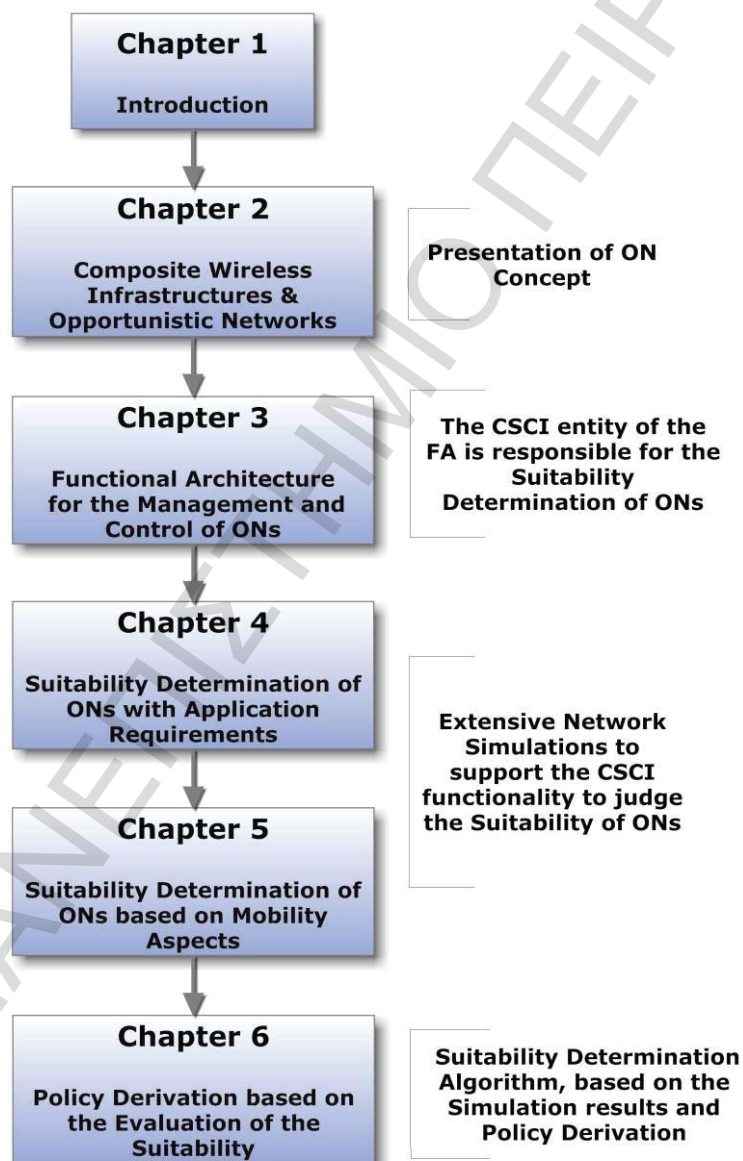 Chapter 1
Introduction
Chapter 2
Composite Wireless
Infrastructures &
Opportunistic Networks
Presentation of ON
Concept
Chapter 3
Functional Architecture
for the Management and
Control of ONs
The CSCI entity of the
FA is responsible for the
Suitability
Determination of ONs
Chapter 4
Suitability Determination of
ONs with Application
Requirements
Chapter 5
Suitability Determination of
ONs based on Mobility
Aspects
Extensive Network
Simulations to
support the CSCI
functionality to judge
the Suitability of ONs
Chapter 6
Policy Derivation based on
the Evaluation of the
Suitability
Suitability Determination
Algorithm, based on the
Simulation results and
Policy Derivation